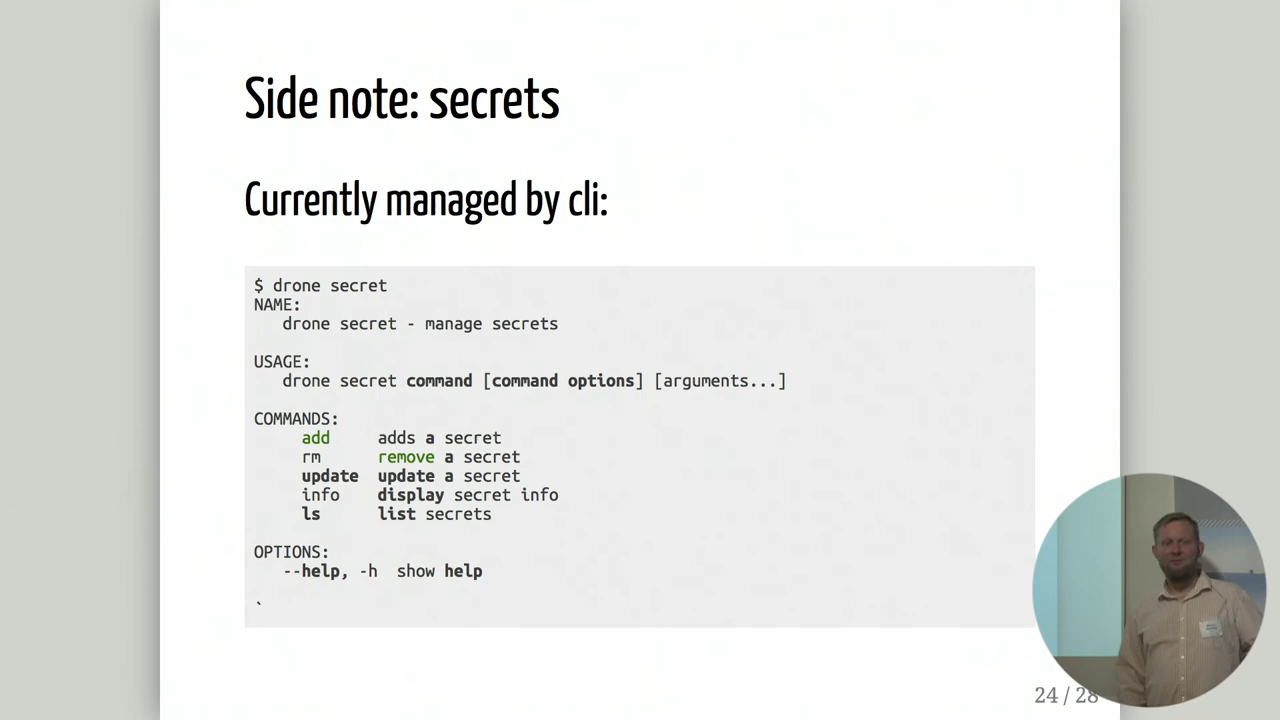 Side note: secrets
Currently managed by cli:
$ drone secret
NAME:
   drone secret - manage secrets
USAGE:
   drone secret command [command options] [arguments...]
COMMANDS:
     add     adds a secret
     rm      remove a secret
     update  update a secret
     info    display secret info
     ls      list secrets
OPTIONS:
   --help, -h  show help
`
24 / 28